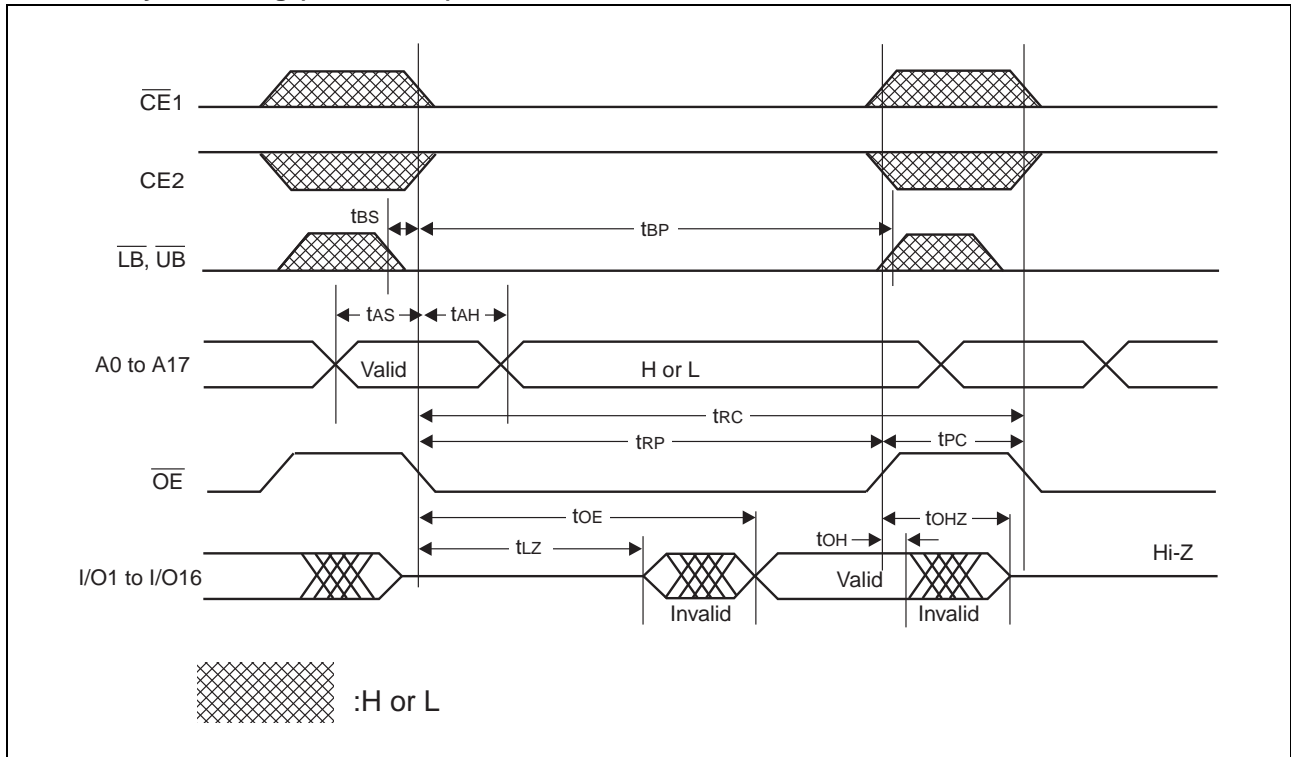 CE1
CE2
tBS
tBP
LB, UB
tAS
tAH
A0 to A17
Valid
H or L
tRC
tRP
tPC
OE
tOE
tOHZ
tLZ
tOH
Hi-Z
I/O1 to I/O16
Valid
Invalid
Invalid
:H or L